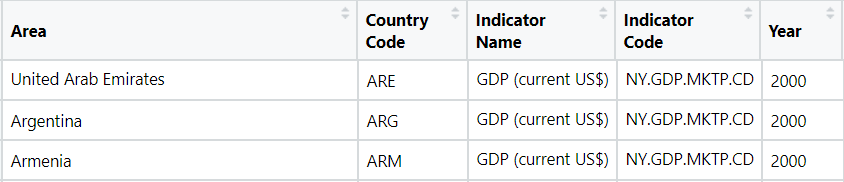 Area Country Code Indicator Name Indicator Code Year
United Arab Emirates ARE GDP (current US$) NY.GDP.MKTP.CD 2000
Argentina ARG GDP (current US$) NY.GDP.MKTP.CD 2000
Armenia ARM GDP (current US$) NY.GDP.MKTP.CD 2000